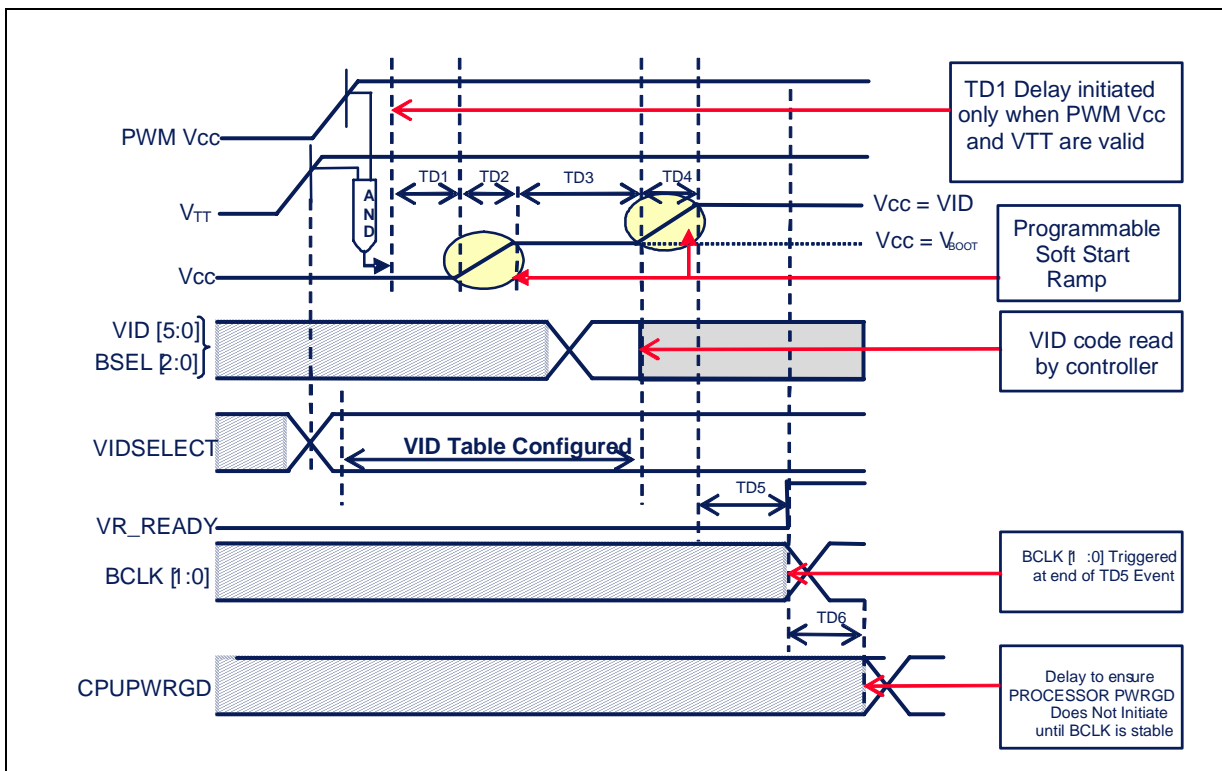 PWM Vcc
VTT
Vcc
AND
TD1
TD2
TD3
TD4
Vcc = VID
Vcc = VBOOT
TD1 Delay initiated
only when PWM Vcc
and VTT are valid
Programmable
Soft Start
Ramp
VID [5:0]
BSEL [2:0]
VID code read
by controller
VIDSELECT
VID Table Configured
TD5
VR_READY
BCLK [1:0]
BCLK [1 :0] Triggered
at end of TD5 Event
TD6
CPUPWRGD
Delay to ensure
PROCESSOR PWRGD
Does Not Initiate
until BCLK is stable